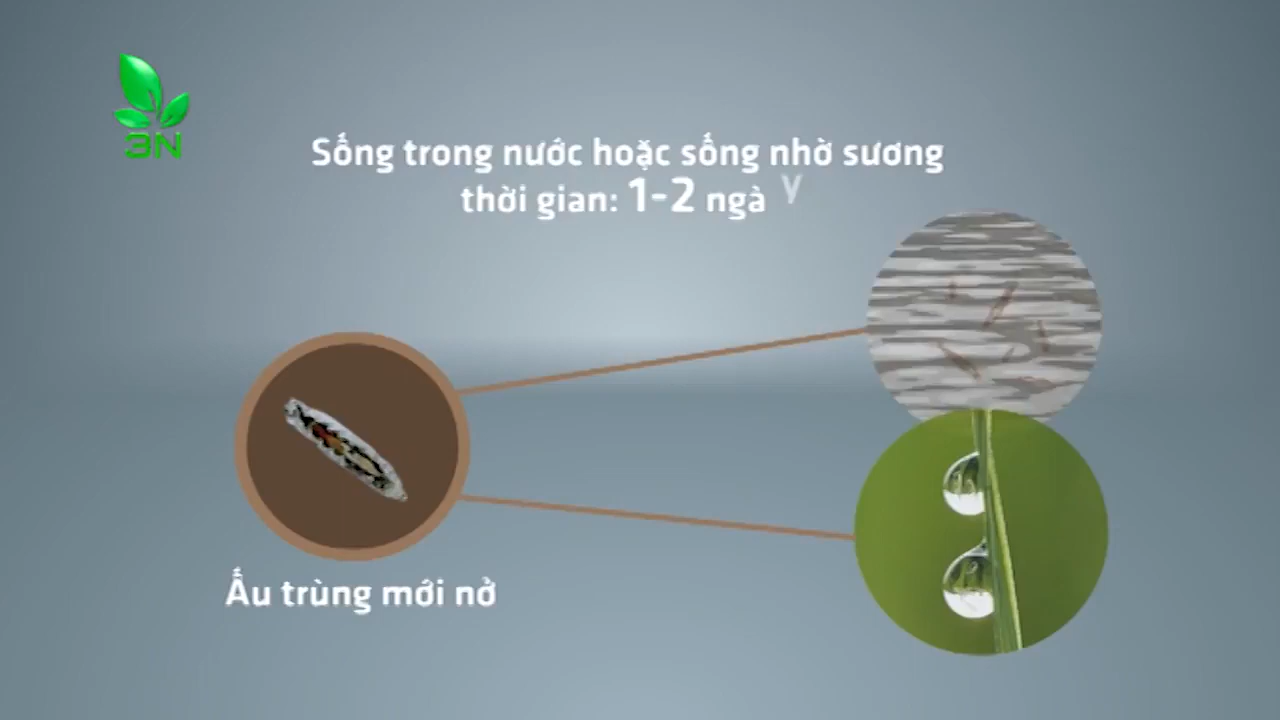 3N
Sống trong nước hoặc sống nhờ sương
thời gian: 1-2 ngày
Ấu trùng mới nở